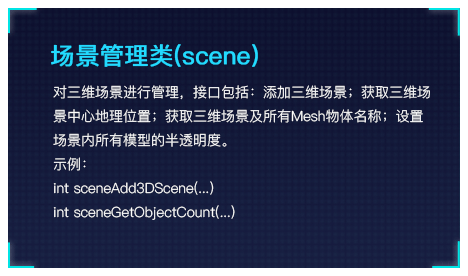 场景管理类(scene)
对三维场景进行管理，接口包括：添加三维场景；获取三维场
景中心地理位置；获取三维场景及所有Mesh物体名称；设置
场景内所有模型的半透明度。
示例：
int sceneAdd3DScene(...)
int sceneGetObjectCount(...)